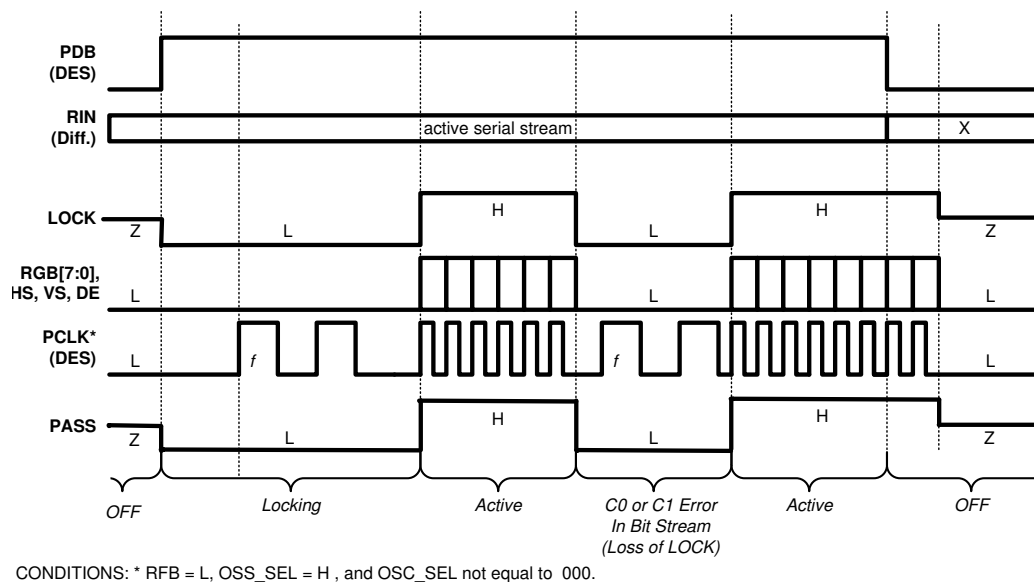 PDB
(DES)
RIN
(Diff.)
active serial stream
X
LOCK
Z
L
H
L
H
Z
RGB[7:0],
HS, VS, DE
L
L
L
PCLK*
(DES)
L
f
f
L
PASS
Z
L
H
L
H
Z
OFF
Locking
Active
C0 or C1 Error
In Bit Stream
(Loss of LOCK)
Active
OFF
CONDITIONS: * RFB = L, OSS_SEL = H , and OSC_SEL not equal to 000.